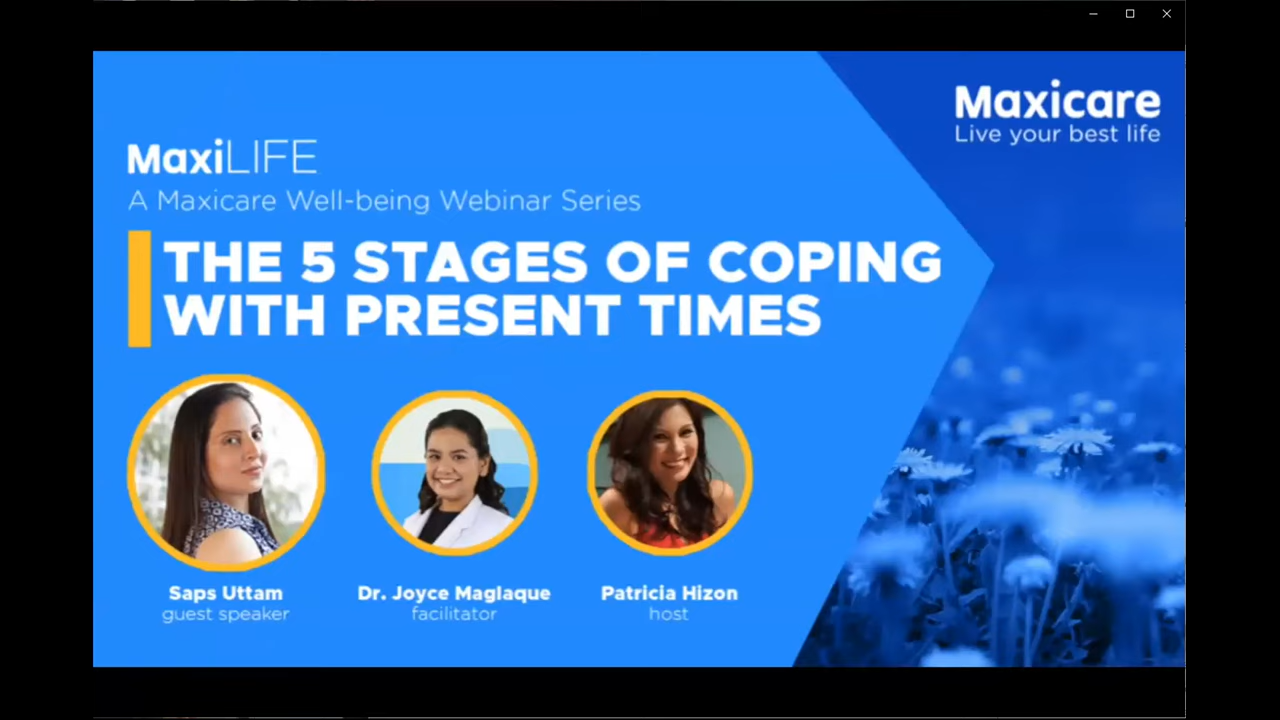 Maxicare
Live your best life
MaxiLIFE
A Maxicare Well-being Webinar Series
THE 5 STAGES OF COPING
WITH PRESENT TIMES
Saps Uttam
guest speaker
Dr. Joyce Maglaque
facilitator
Patricia Hizon
host